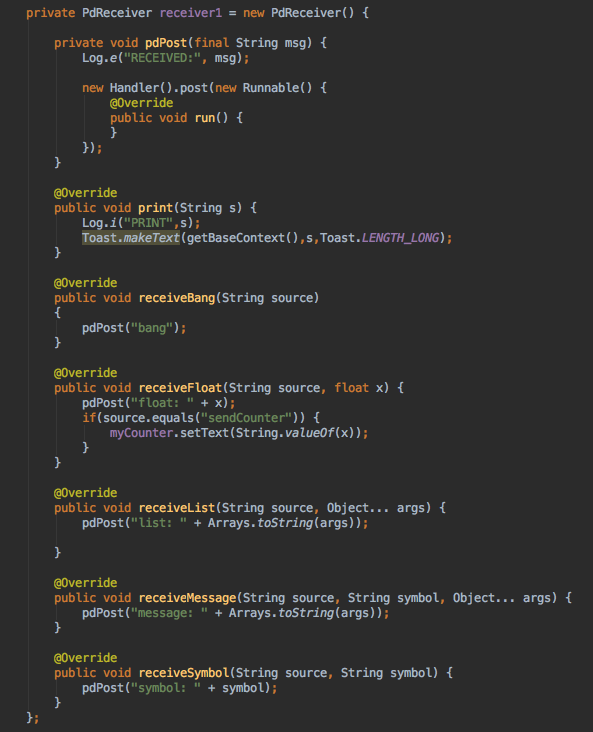 private PdReceiver receiver1 = new PdReceiver() {
private void pdPost(final String msg) {
Log.e("RECEIVED:", msg);
new Handler().post(new Runnable() {
@Override
public void run() {
}
});
}
@Override
public void print(String s) {
Log.i("PRINT",s);
Toast.makeText(getBaseContext(),s,Toast.LENGTH_LONG);
}
@Override
public void receiveBang(String source)
{
pdPost("bang");
}
@Override
public void receiveFloat(String source, float x) {
pdPost("float: " + x);
if(source.equals("sendCounter")) {
myCounter.setText(String.valueOf(x));
}
}
@Override
public void receiveList(String source, Object... args) {
pdPost("list: " + Arrays.toString(args));
}
@Override
public void receiveMessage(String source, String symbol, Object... args) {
pdPost("message: " + Arrays.toString(args));
}
@Override
public void receiveSymbol(String source, String symbol) {
pdPost("symbol: " + symbol);
}
};